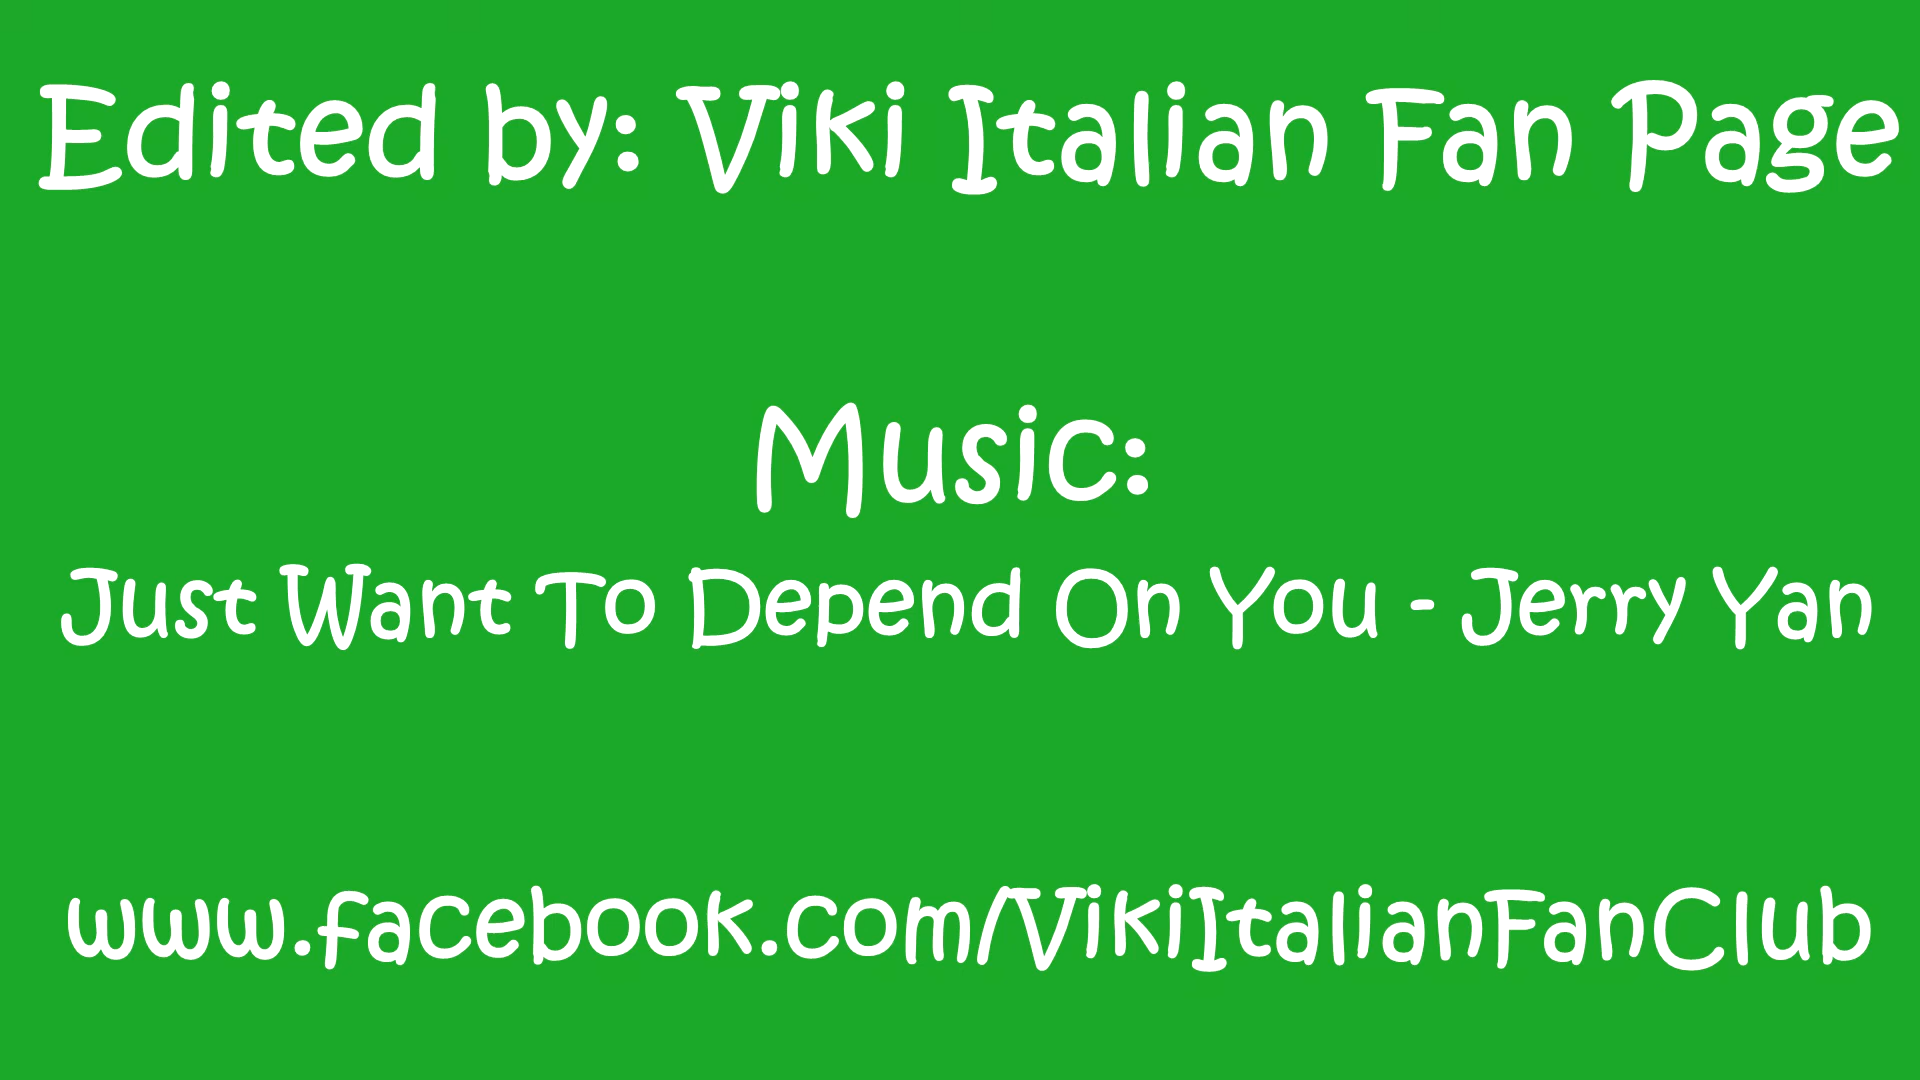 Edited by: Viki Italian Fan Page
Music:
Just Want To Depend On You - Jerry Yan
www.facebook.com/VikiItalianFanClub